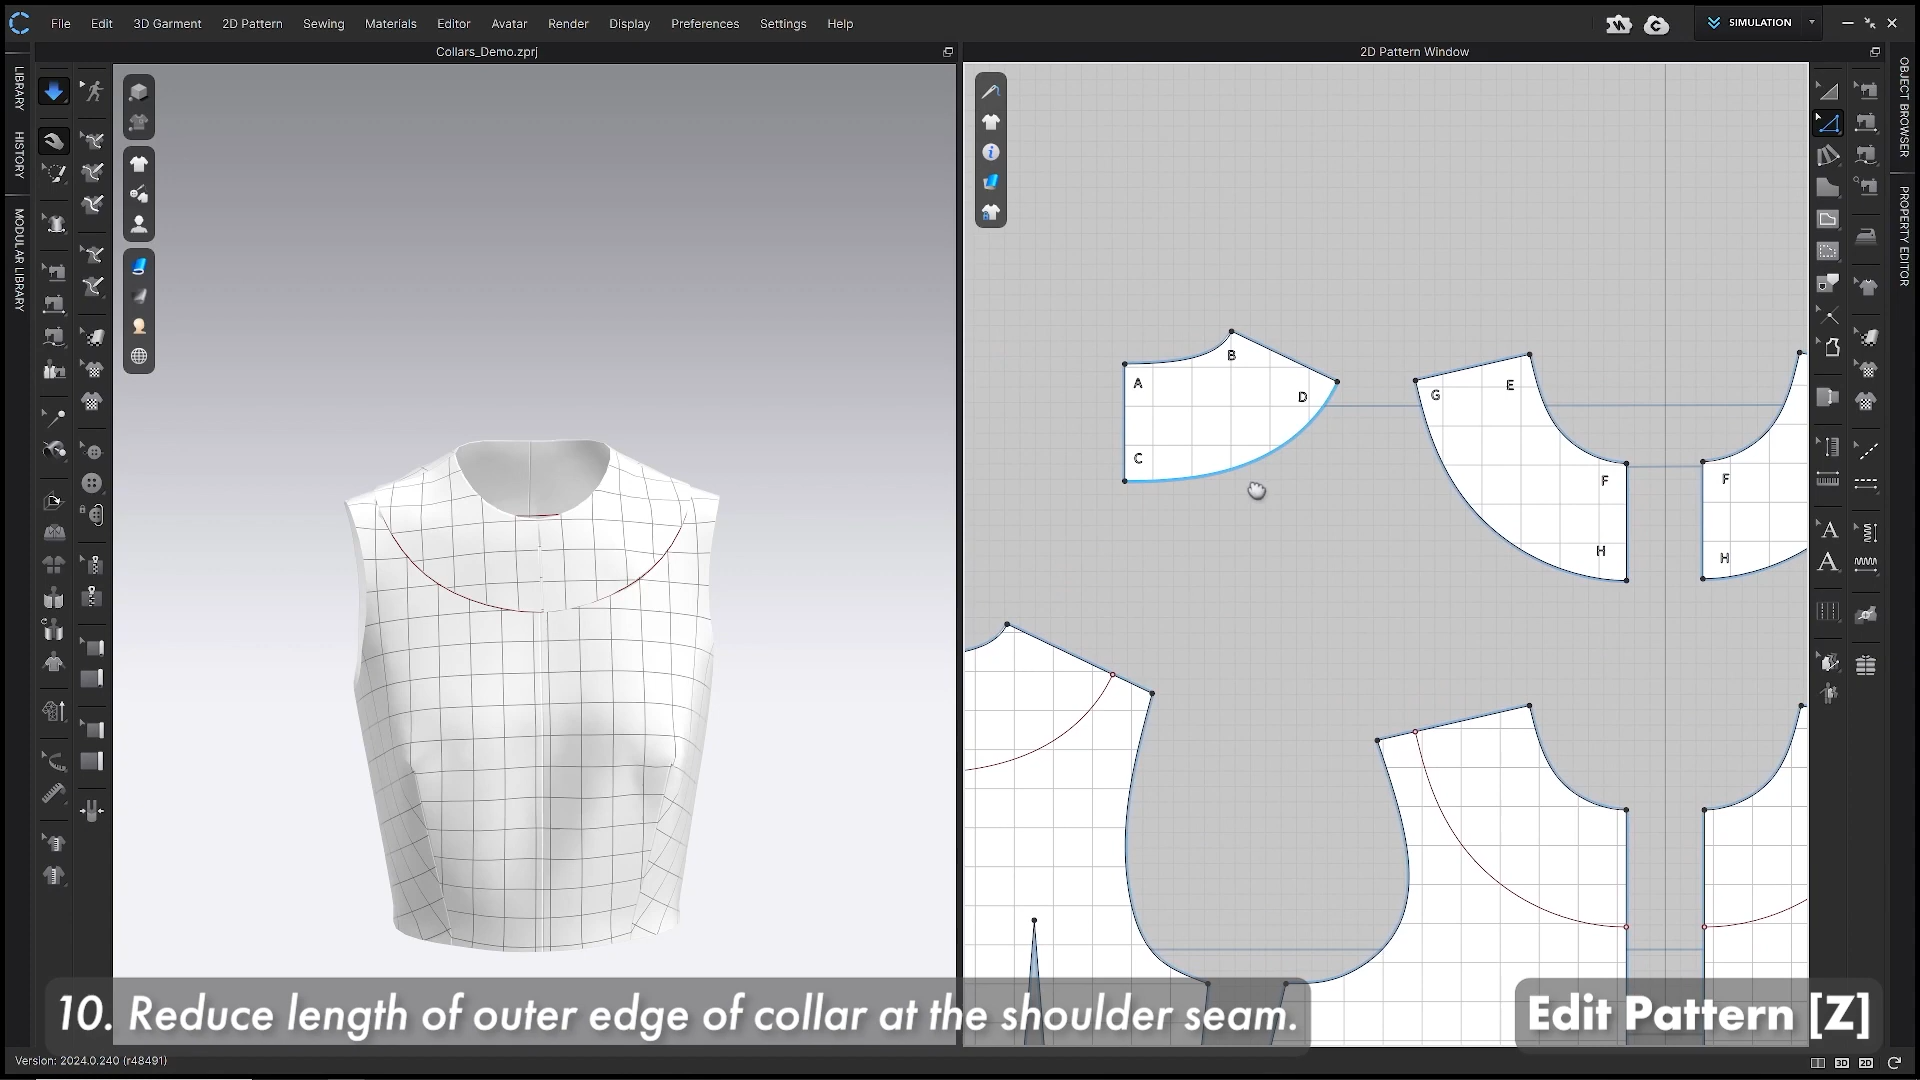 File Edit 3D Garment 2D Pattern Sewing Materials Editor Avatar Render Display Preferences Settings Help
SIMULATION
Collars_Demo.zprj
2D Pattern Window
LIBRARY
HISTORY
MODULAR LIBRARY
OBJECT BROWSER
PROPERTY EDITOR
B
A
D
C
G
E
F
H
F
H
A
A
10. Reduce length of outer edge of collar at the shoulder seam.
Edit Pattern [Z]
Version: 2024.0.240 (r48491)
3D
2D